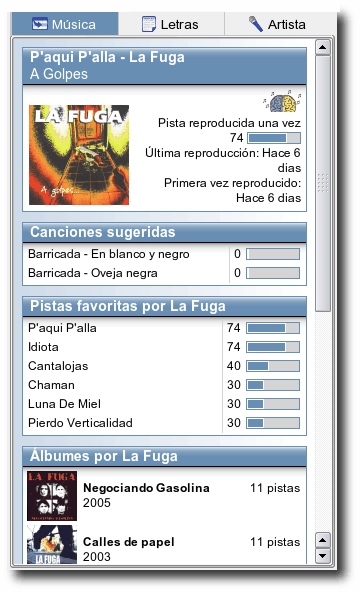 Música Letras Artista
P'aqui P'alla - La Fuga
A Golpes
LA FUGA
A golpes...
Pista reproducida una vez
74
Última reproducción: Hace 6
dias
Primera vez reproducido:
Hace 6 dias
Canciones sugeridas
Barricada - En blanco y negro 0
Barricada - Oveja negra 0
Pistas favoritas por La Fuga
P'aqui P'alla 74
Idiota 74
Cantalojas 40
Chaman 30
Luna De Miel 30
Pierdo Verticalidad 30
Álbumes por La Fuga
LA FUGA
Negociando Gasolina 11 pistas
2005
Calles de papel 11 pistas
2003
LA FUGA